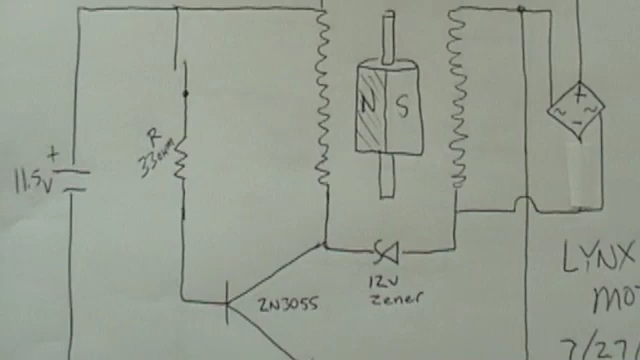 N S
+
~ ~
-
R
33ohm
+
11.5v
2N3055
12v
Zener
LYNX
MO
7/27/